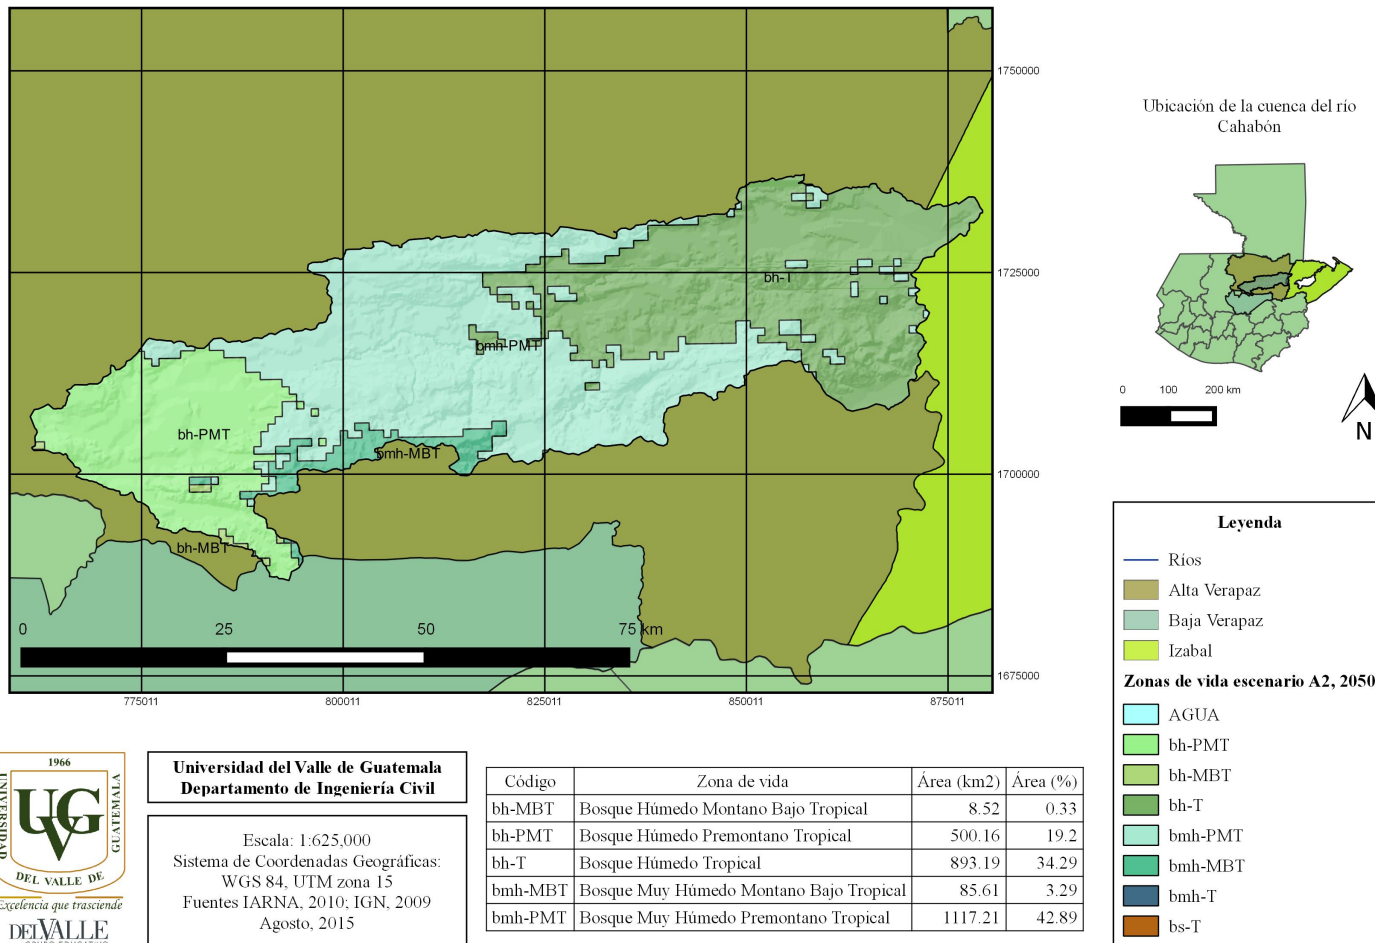 1750000
1725000
1700000
1675000
775011
800011
825011
850011
875011
bh-T
bmh-PMT
bh-PMT
bmh-MBT
bh-MBT
0 25 50 75 km
Ubicación de la cuenca del río
Cahabón
0 100 200 km
N
Leyenda
Ríos
Alta Verapaz
Baja Verapaz
Izabal
Zonas de vida escenario A2, 2050
AGUA
bh-PMT
bh-MBT
bh-T
bmh-PMT
bmh-MBT
bmh-T
bs-T
1966
UNIVERSIDAD
UVG
GUATEMALA
DEL VALLE DE
Excelencia que trasciende
DEL VALLE
GRUPO EDUCATIVO
Universidad del Valle de Guatemala
Departamento de Ingeniería Civil
Escala: 1:625,000
Sistema de Coordenadas Geográficas:
WGS 84, UTM zona 15
Fuentes IARNA, 2010; IGN, 2009
Agosto, 2015
Código Zona de vida Área (km2) Área (%)
bh-MBT Bosque Húmedo Montano Bajo Tropical 8.52 0.33
bh-PMT Bosque Húmedo Premontano Tropical 500.16 19.2
bh-T Bosque Húmedo Tropical 893.19 34.29
bmh-MBT Bosque Muy Húmedo Montano Bajo Tropical 85.61 3.29
bmh-PMT Bosque Muy Húmedo Premontano Tropical 1117.21 42.89